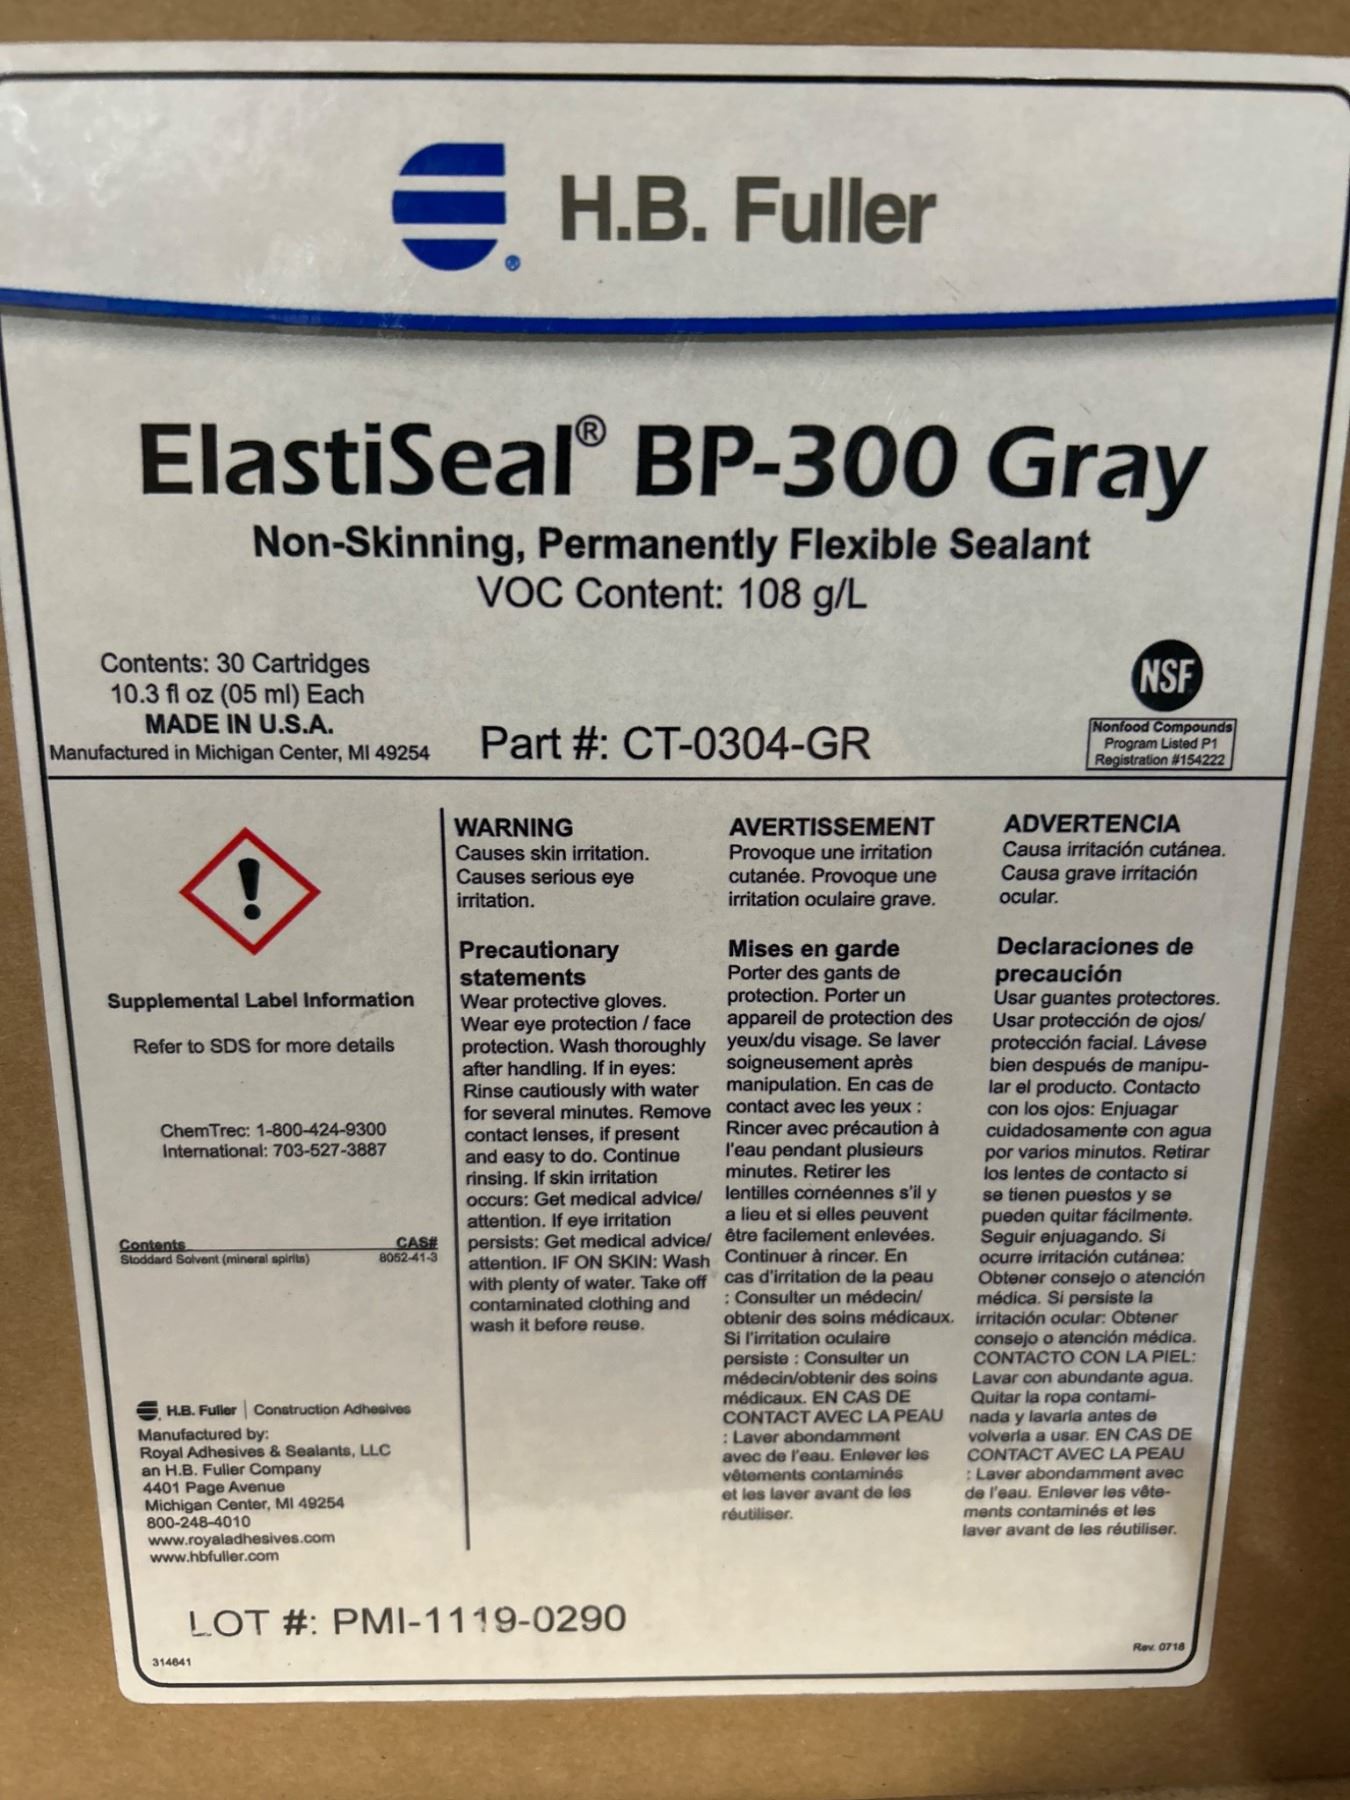 H.B. Fuller
®
ElastiSeal® BP-300 Gray
Non-Skinning, Permanently Flexible Sealant
VOC Content: 108 g/L
Contents: 30 Cartridges
10.3 fl oz (05 ml) Each
MADE IN U.S.A.
Manufactured in Michigan Center, MI 49254
Part #: CT-0304-GR
NSF
Nonfood Compounds
Program Listed P1
Registration #154222
Supplemental Label Information
Refer to SDS for more details
ChemTrec: 1-800-424-9300
International: 703-527-3887
Contents CAS#
Stoddard Solvent (mineral spirits) 8052-41-3
H.B. Fuller | Construction Adhesives
Manufactured by:
Royal Adhesives & Sealants, LLC
an H.B. Fuller Company
4401 Page Avenue
Michigan Center, MI 49254
800-248-4010
www.royaladhesives.com
www.hbfuller.com
WARNING
Causes skin irritation.
Causes serious eye
irritation.
Precautionary
statements
Wear protective gloves.
Wear eye protection / face
protection. Wash thoroughly
after handling. If in eyes:
Rinse cautiously with water
for several minutes. Remove
contact lenses, if present
and easy to do. Continue
rinsing. If skin irritation
occurs: Get medical advice/
attention. If eye irritation
persists: Get medical advice/
attention. IF ON SKIN: Wash
with plenty of water. Take off
contaminated clothing and
wash it before reuse.
AVERTISSEMENT
Provoque une irritation
cutanée. Provoque une
irritation oculaire grave.
Mises en garde
Porter des gants de
protection. Porter un
appareil de protection des
yeux/du visage. Se laver
soigneusement après
manipulation. En cas de
contact avec les yeux :
Rincer avec précaution à
l'eau pendant plusieurs
minutes. Retirer les
lentilles cornéennes s'il y
a lieu et si elles peuvent
être facilement enlevées.
Continuer à rincer. En
cas d'irritation de la peau
: Consulter un médecin/
obtenir des soins médicaux.
Si l'irritation oculaire
persiste : Consulter un
médecin/obtenir des soins
médicaux. EN CAS DE
CONTACT AVEC LA PEAU
: Laver abondamment
avec de l'eau. Enlever les
vêtements contaminés
et les laver avant de les
réutiliser.
ADVERTENCIA
Causa irritación cutánea.
Causa grave irritación
ocular.
Declaraciones de
precaución
Usar guantes protectores.
Usar protección de ojos/
protección facial. Lávese
bien después de manipu-
lar el producto. Contacto
con los ojos: Enjuagar
cuidadosamente con agua
por varios minutos. Retirar
los lentes de contacto si
se tienen puestos y se
pueden quitar fácilmente.
Seguir enjuagando. Si
ocurre irritación cutánea:
Obtener consejo o atención
médica. Si persiste la
irritación ocular: Obtener
consejo o atención médica.
CONTACTO CON LA PIEL:
Lavar con abundante agua.
Quitar la ropa contami-
nada y lavarla antes de
volverla a usar. EN CAS DE
CONTACT AVEC LA PEAU
: Laver abondamment avec
de l'eau. Enlever les vête-
ments contaminés et les
laver avant de les réutiliser.
LOT #: PMI-1119-0290
314641
Rev. 0718